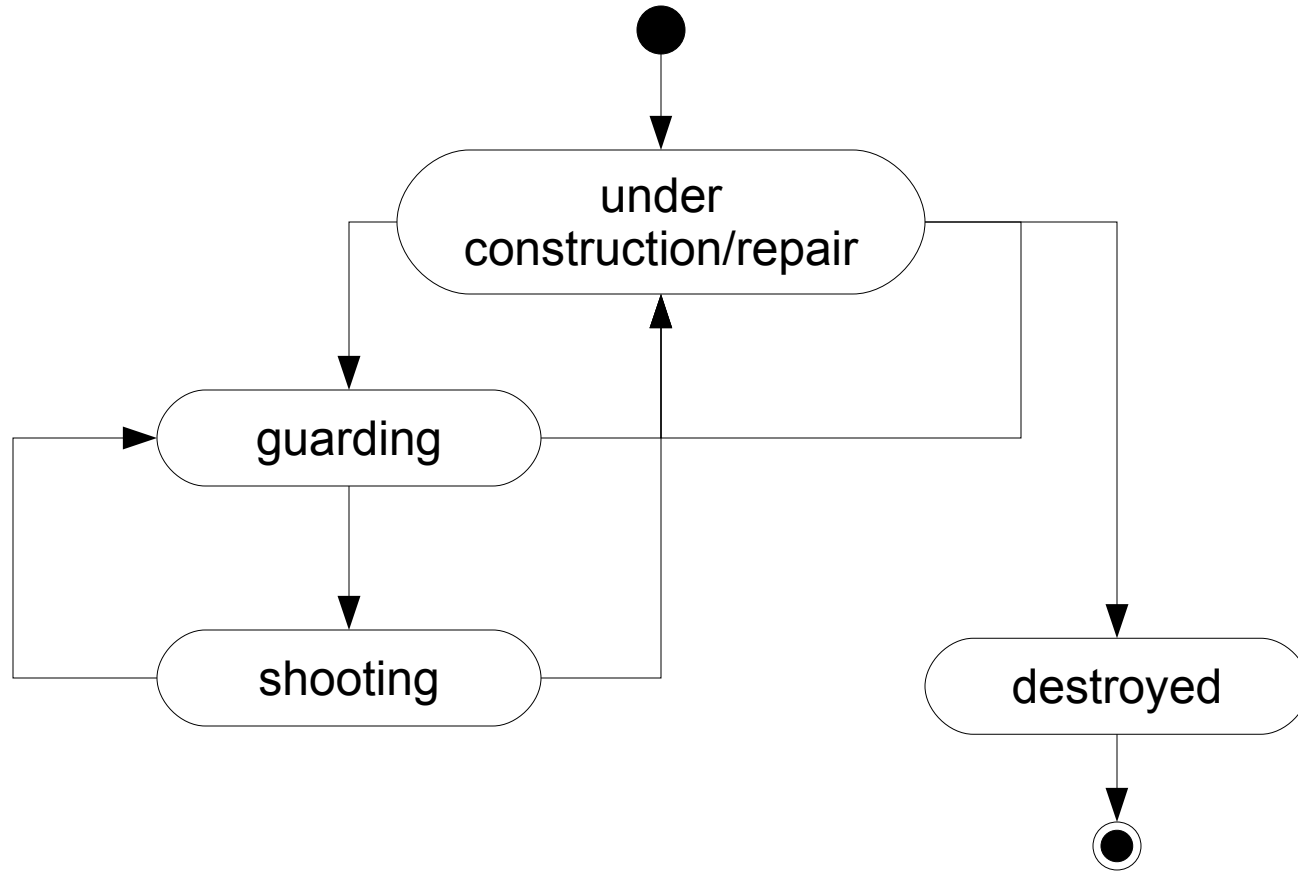 under
construction/repair
guarding
shooting
destroyed